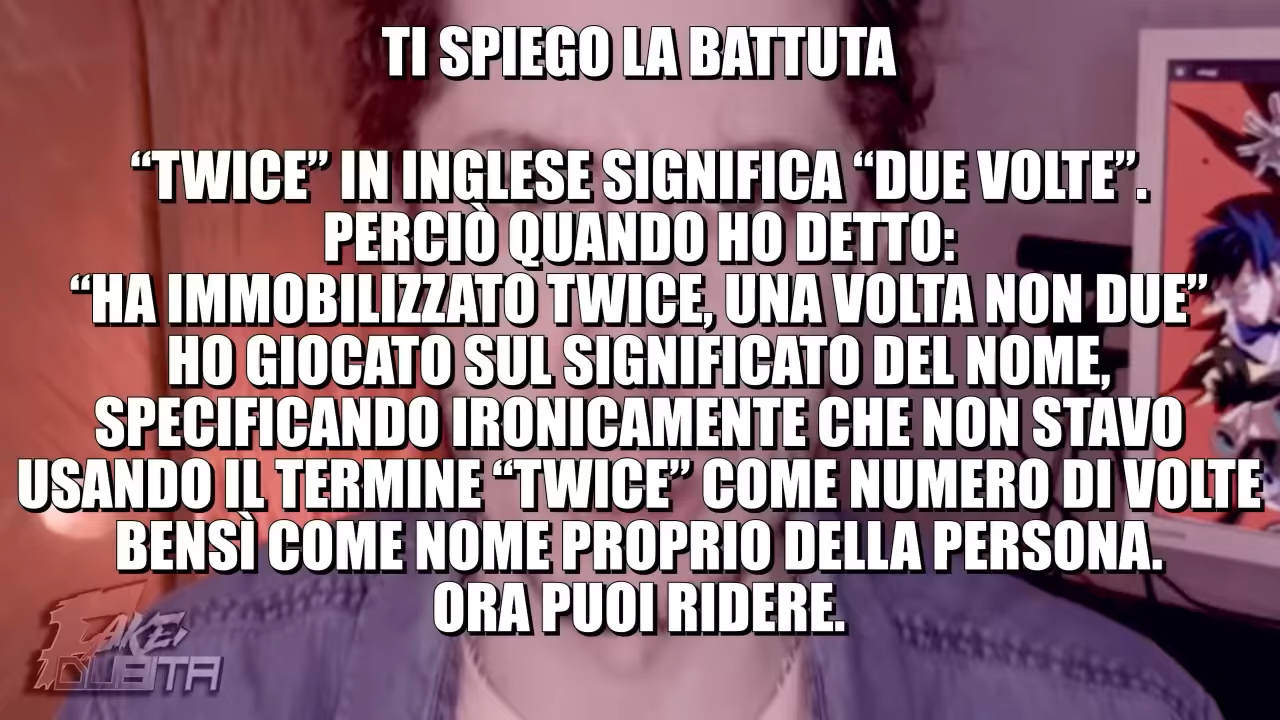 TI SPIEGO LA BATTUTA
“TWICE” IN INGLESE SIGNIFICA “DUE VOLTE”.
PERCIÒ QUANDO HO DETTO:
“HA IMMOBILIZZATO TWICE, UNA VOLTA NON DUE”
HO GIOCATO SUL SIGNIFICATO DEL NOME,
SPECIFICANDO IRONICAMENTE CHE NON STAVO
USANDO IL TERMINE “TWICE” COME NUMERO DI VOLTE
BENSÌ COME NOME PROPRIO DELLA PERSONA.
ORA PUOI RIDERE.
FAKE
DUBITA